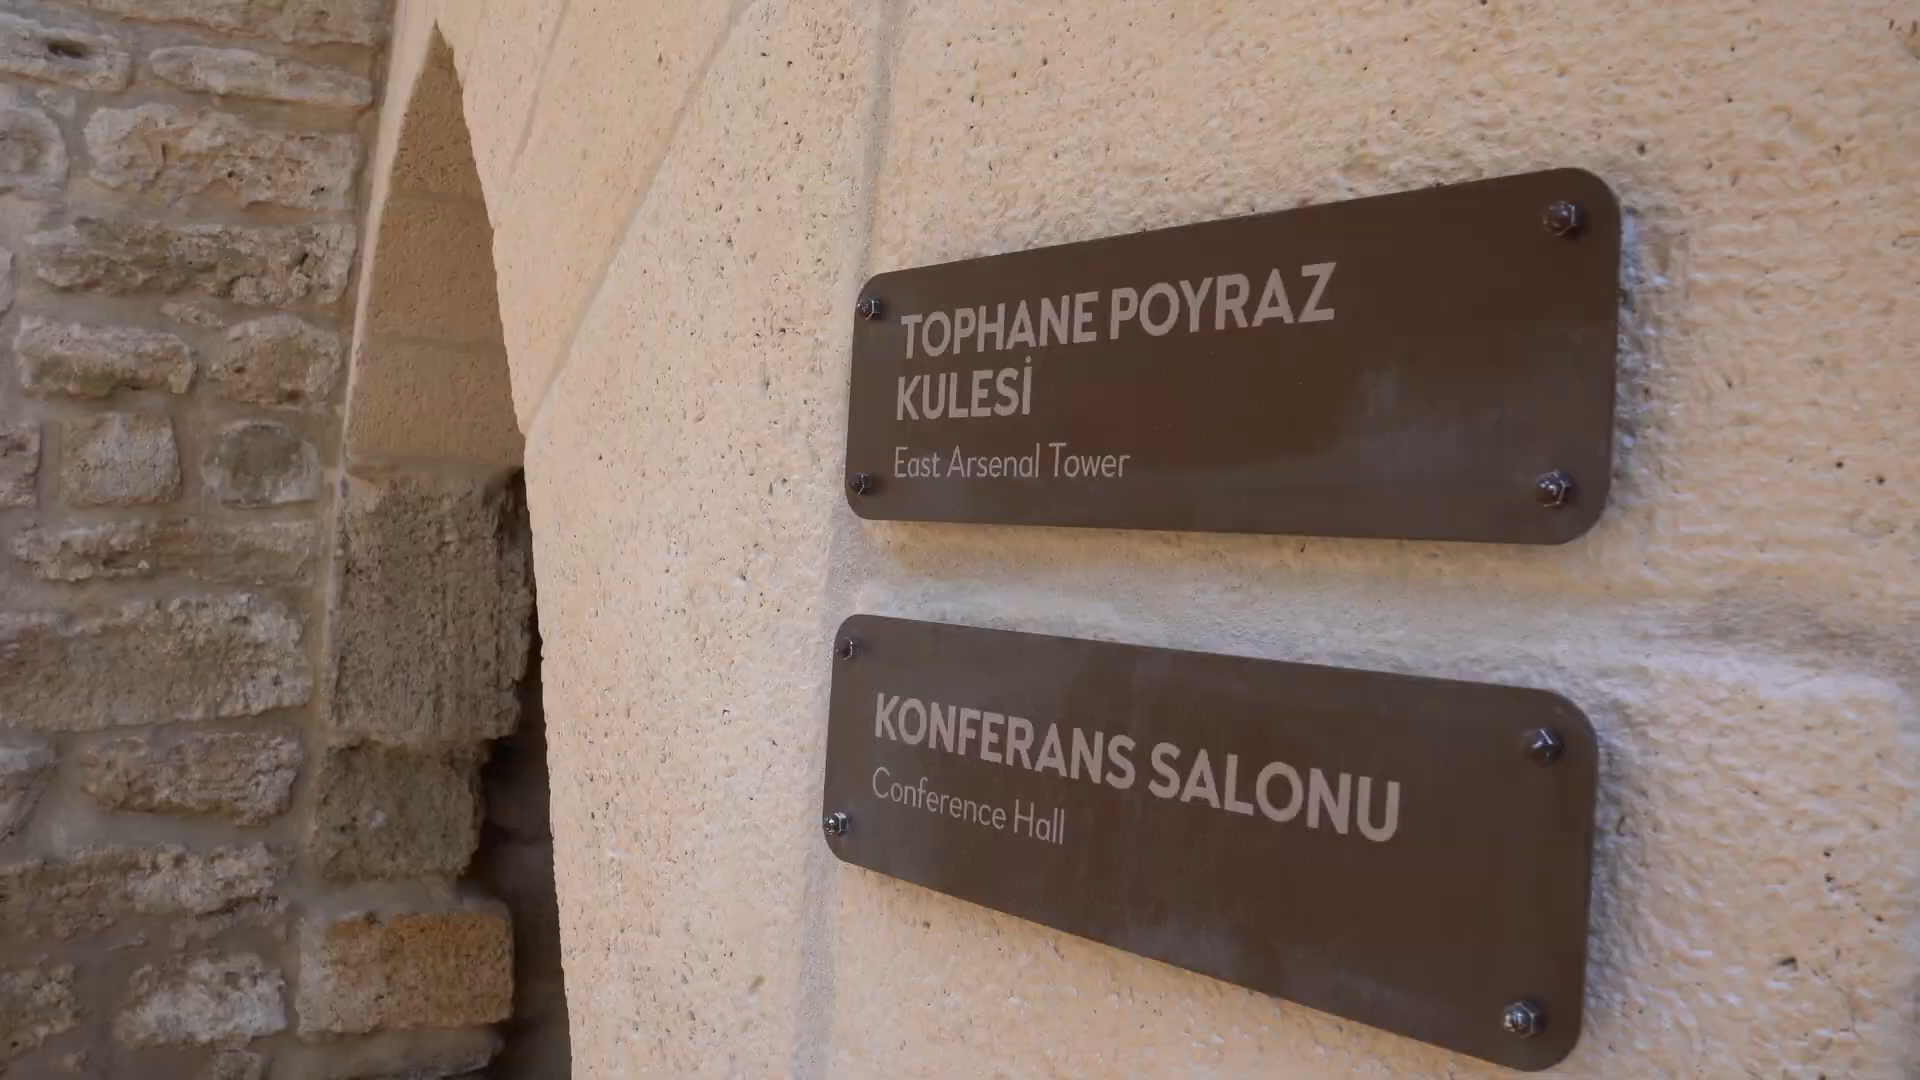 TOPHANE POYRAZ
KULESİ
East Arsenal Tower
KONFERANS SALONU
Conference Hall